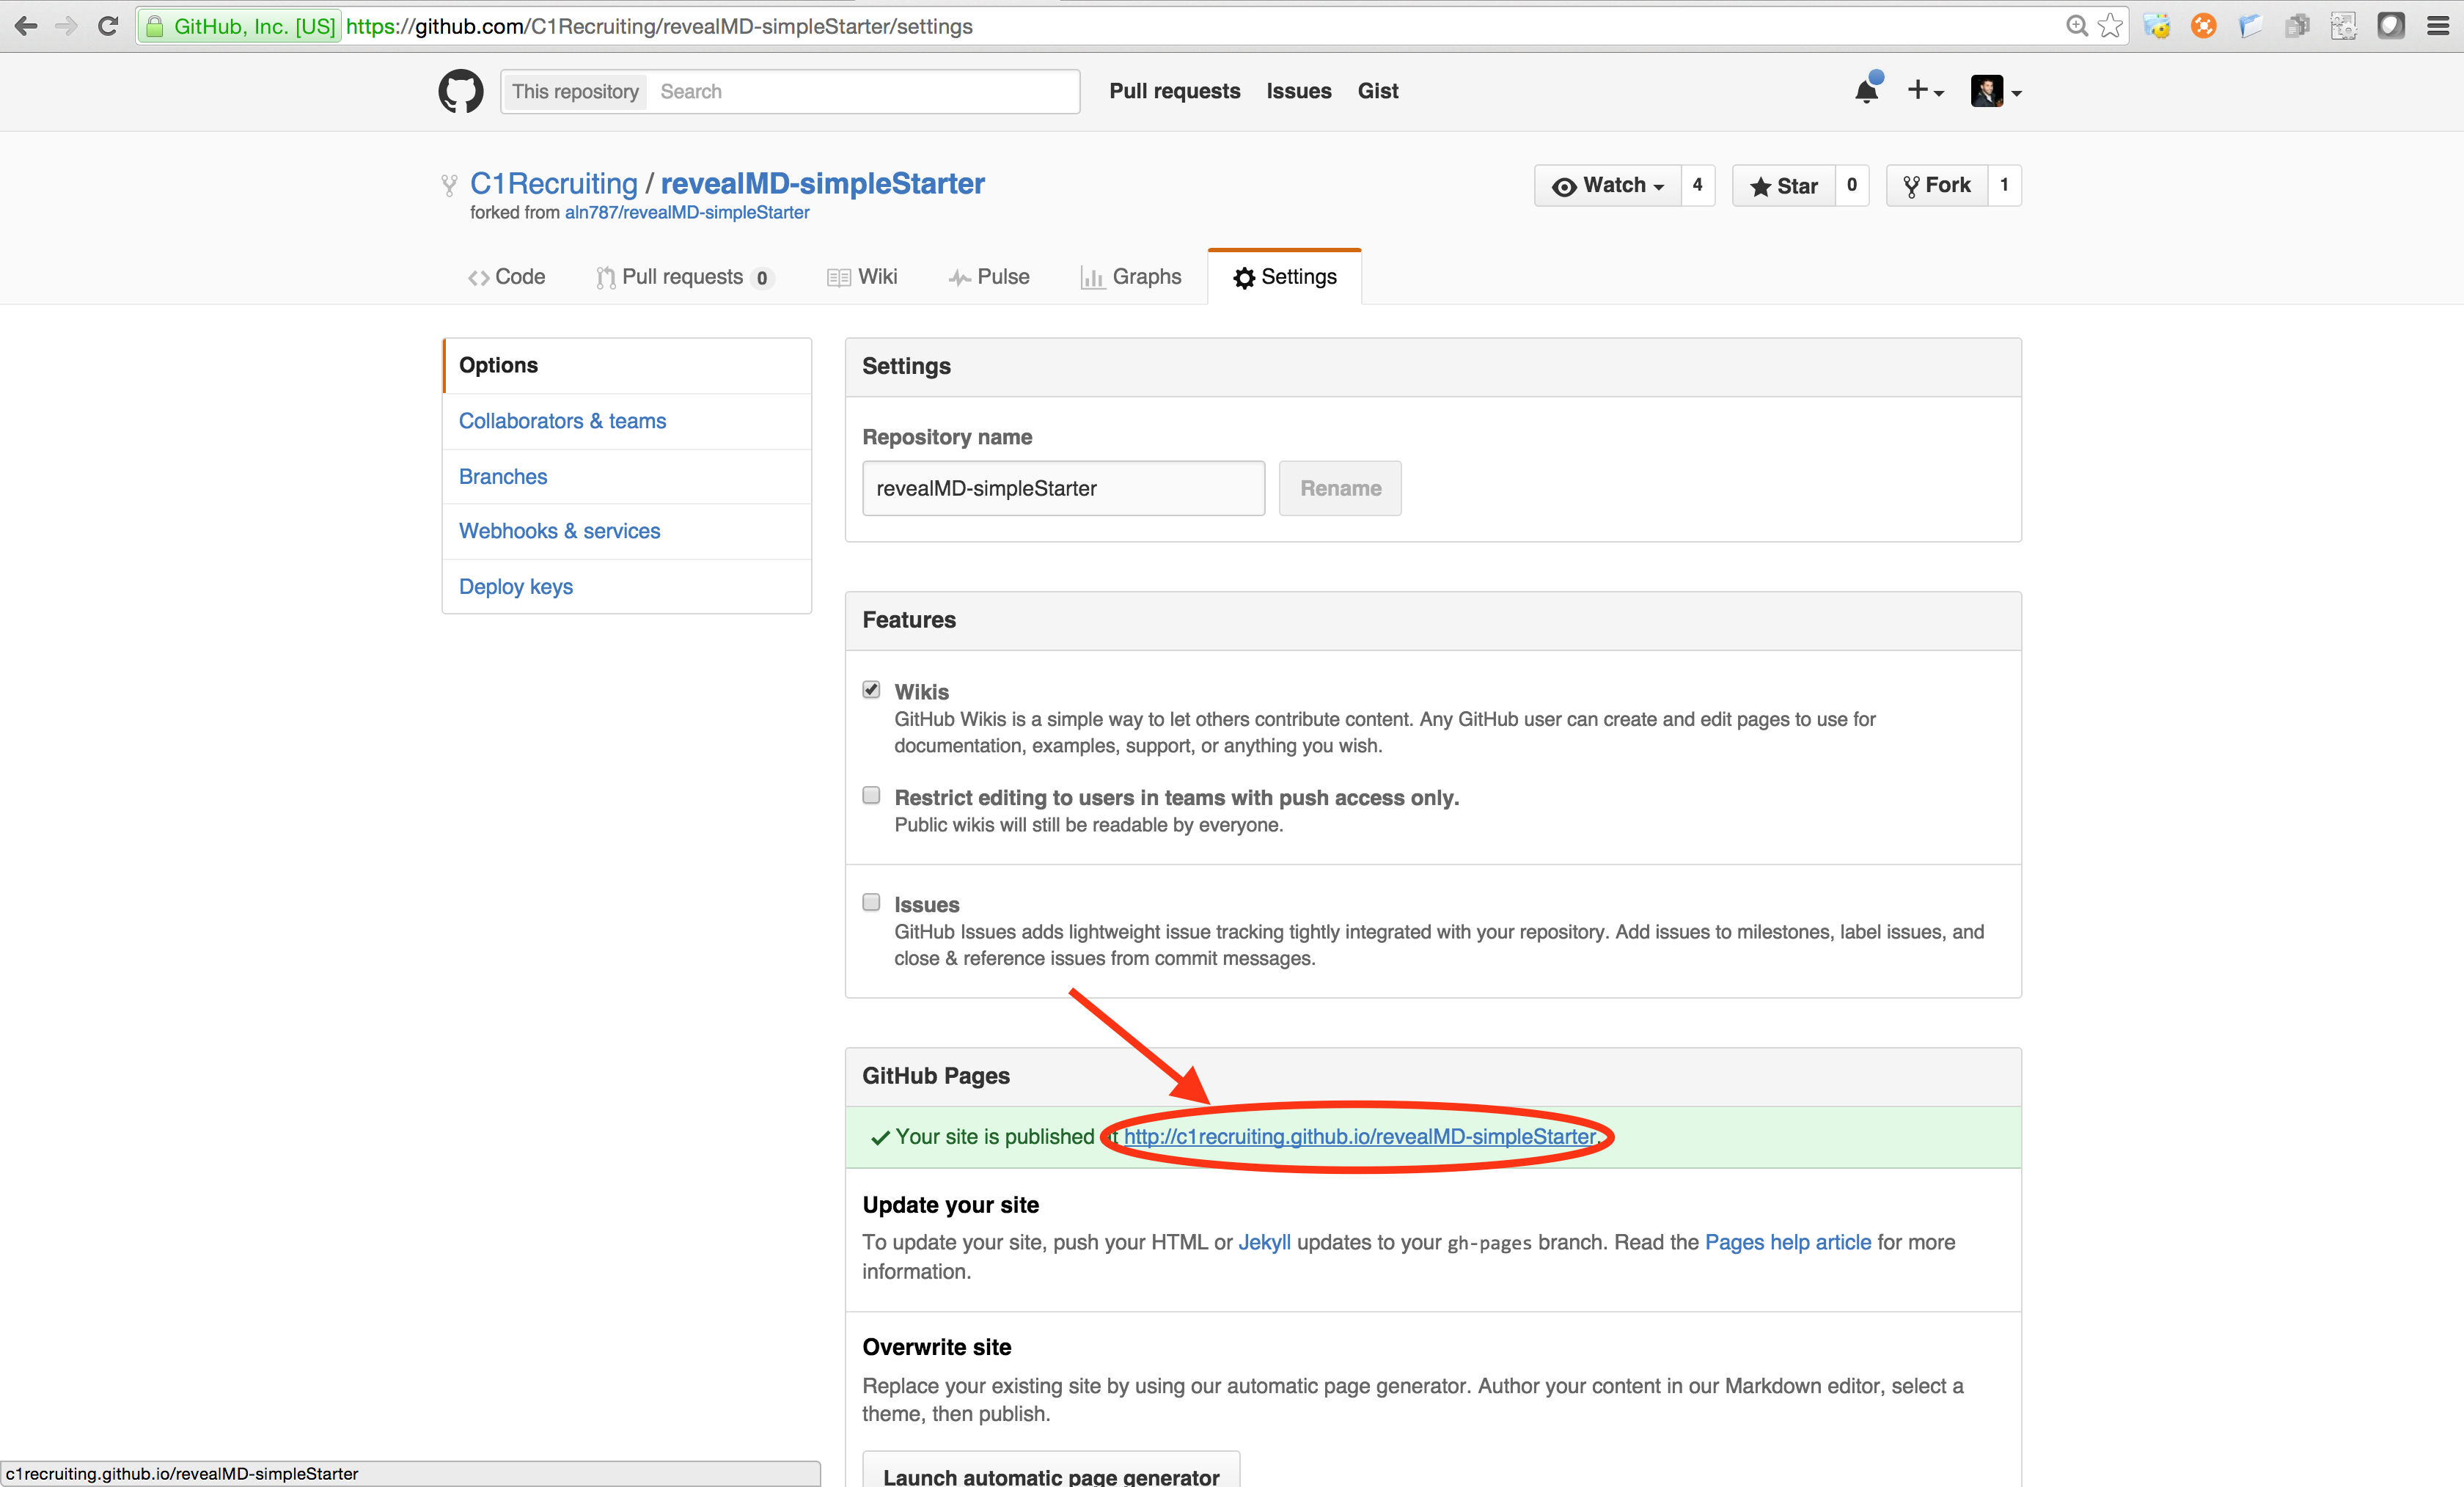 GitHub, Inc. [US] https://github.com/C1Recruiting/revealMD-simpleStarter/settings
This repository Search Pull requests Issues Gist
C1Recruiting / revealMD-simpleStarter Watch 4 Star 0 Fork 1
forked from aln787/revealMD-simpleStarter
Code Pull requests 0 Wiki Pulse Graphs Settings
Options
Collaborators & teams
Branches
Webhooks & services
Deploy keys
Settings
Repository name
revealMD-simpleStarter Rename
Features
Wikis
GitHub Wikis is a simple way to let others contribute content. Any GitHub user can create and edit pages to use for
documentation, examples, support, or anything you wish.
Restrict editing to users in teams with push access only.
Public wikis will still be readable by everyone.
Issues
GitHub Issues adds lightweight issue tracking tightly integrated with your repository. Add issues to milestones, label issues, and
close & reference issues from commit messages.
GitHub Pages
Your site is published at http://c1recruiting.github.io/revealMD-simpleStarter.
Update your site
To update your site, push your HTML or Jekyll updates to your gh-pages branch. Read the Pages help article for more
information.
Overwrite site
Replace your existing site by using our automatic page generator. Author your content in our Markdown editor, select a
theme, then publish.
Launch automatic page generator
c1recruiting.github.io/revealMD-simpleStarter